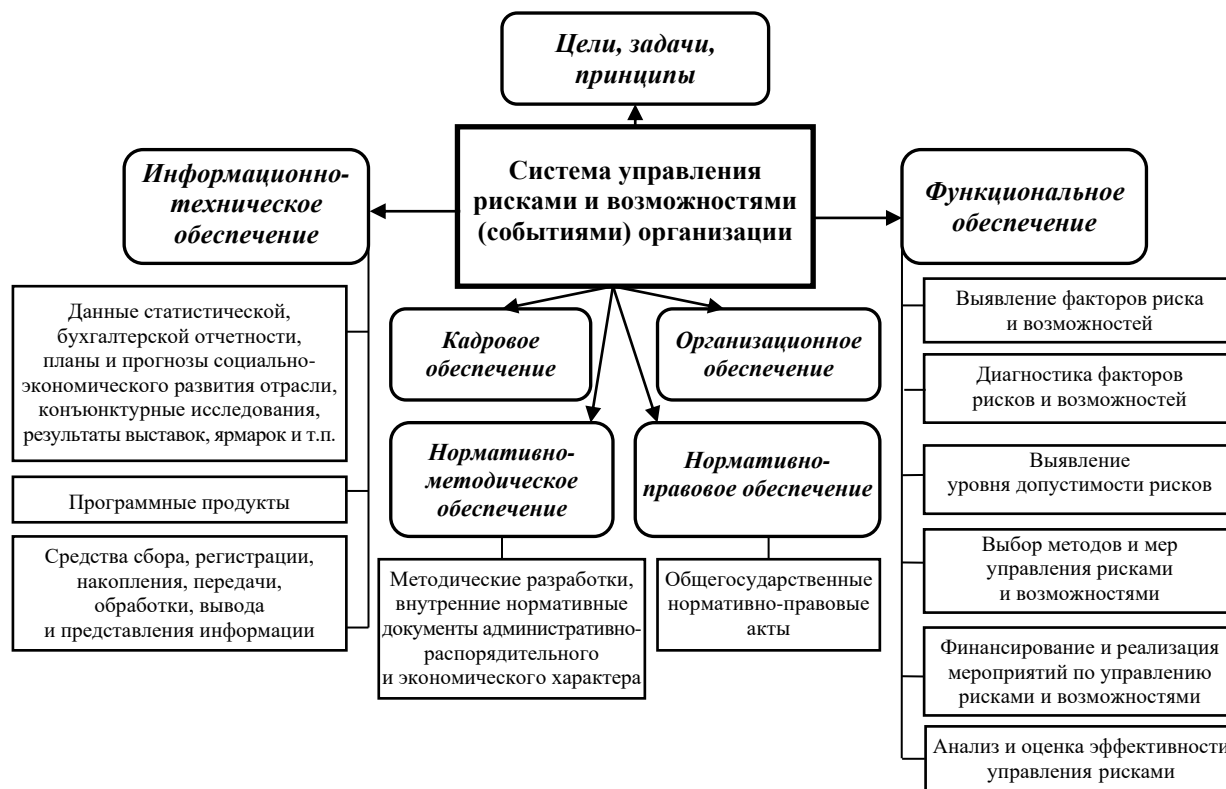 Цели, задачи,
принципы
Система управления
рисками и возможностями
(событиями) организации
Информационно-
техническое
обеспечение
Данные статистической,
бухгалтерской отчетности,
планы и прогнозы социально-
экономического развития отрасли,
конъюнктурные исследования,
результаты выставок, ярмарок и т.п.
Программные продукты
Средства сбора, регистрации,
накопления, передачи,
обработки, вывода
и представления информации
Кадровое
обеспечение
Организационное
обеспечение
Нормативно-
методическое
обеспечение
Методические разработки,
внутренние нормативные
документы административно-
распорядительного
и экономического характера
Нормативно-
правовое обеспечение
Общегосударственные
нормативно-правовые
акты
Функциональное
обеспечение
Выявление факторов риска
и возможностей
Диагностика факторов
рисков и возможностей
Выявление
уровня допустимости рисков
Выбор методов и мер
управления рисками
и возможностями
Финансирование и реализация
мероприятий по управлению
рисками и возможностями
Анализ и оценка эффективности
управления рисками